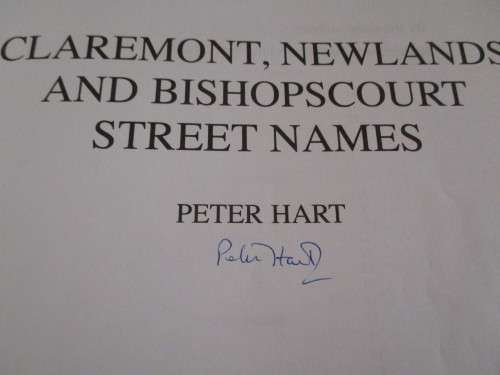 CLAREMONT, NEWLANDS
AND BISHOPSCOURT
STREET NAMES
PETER HART
Peter Hart